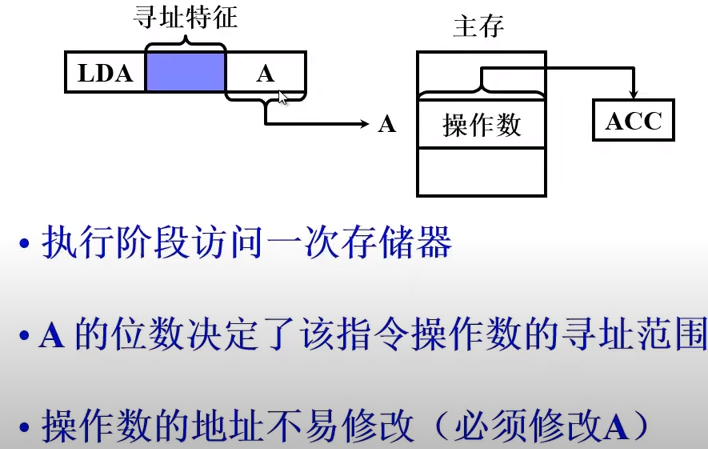 寻址特征
主存
LDA
A
A
操作数
ACC
• 执行阶段访问一次存储器
• A 的位数决定了该指令操作数的寻址范围
• 操作数的地址不易修改（必须修改A）